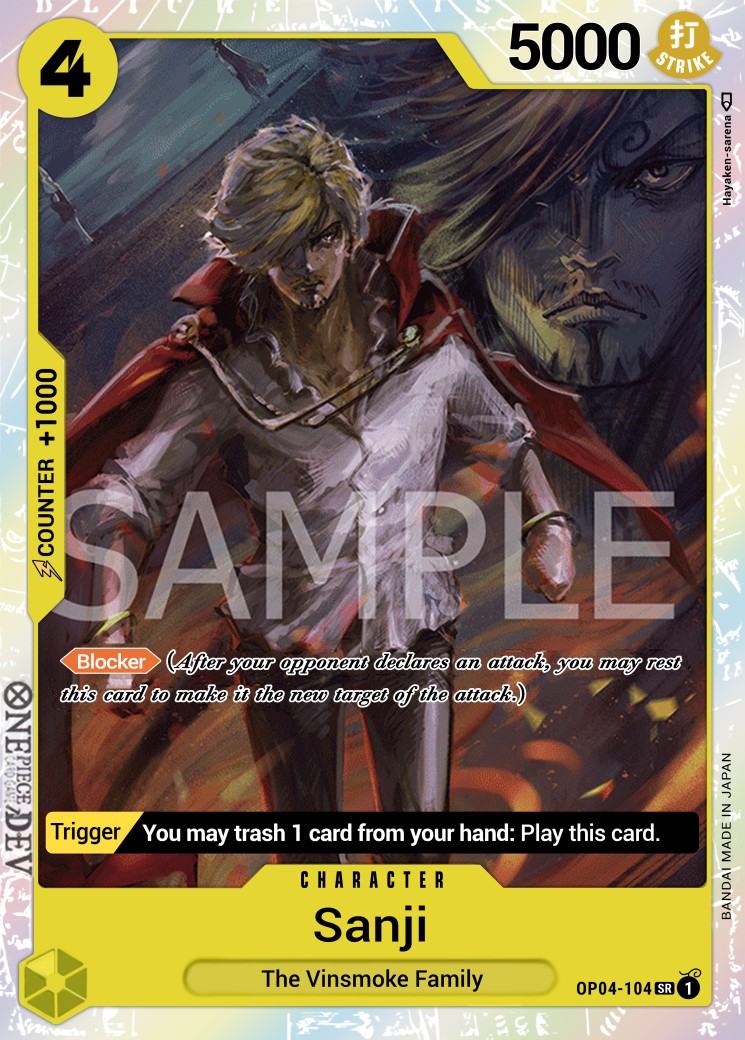 4
5000
打
STRIKE
Hayaken-sarena
COUNTER +1000
SAMPLE
Blocker (After your opponent declares an attack, you may rest
this card to make it the new target of the attack.)
Trigger You may trash 1 card from your hand: Play this card.
CHARACTER
Sanji
The Vinsmoke Family
OP04-104 SR 1
BANDAI MADE IN JAPAN
ONE PIECE
CARD GAME
DEV